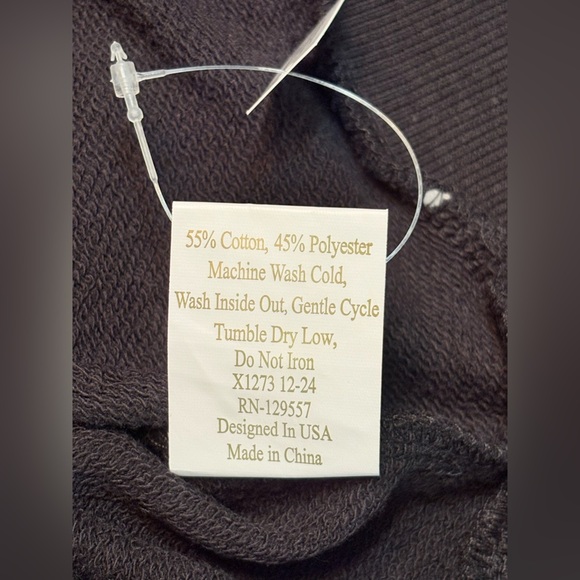 55% Cotton, 45% Polyester
Machine Wash Cold,
Wash Inside Out, Gentle Cycle
Tumble Dry Low,
Do Not Iron
X1273 12-24
RN-129557
Designed In USA
Made in China